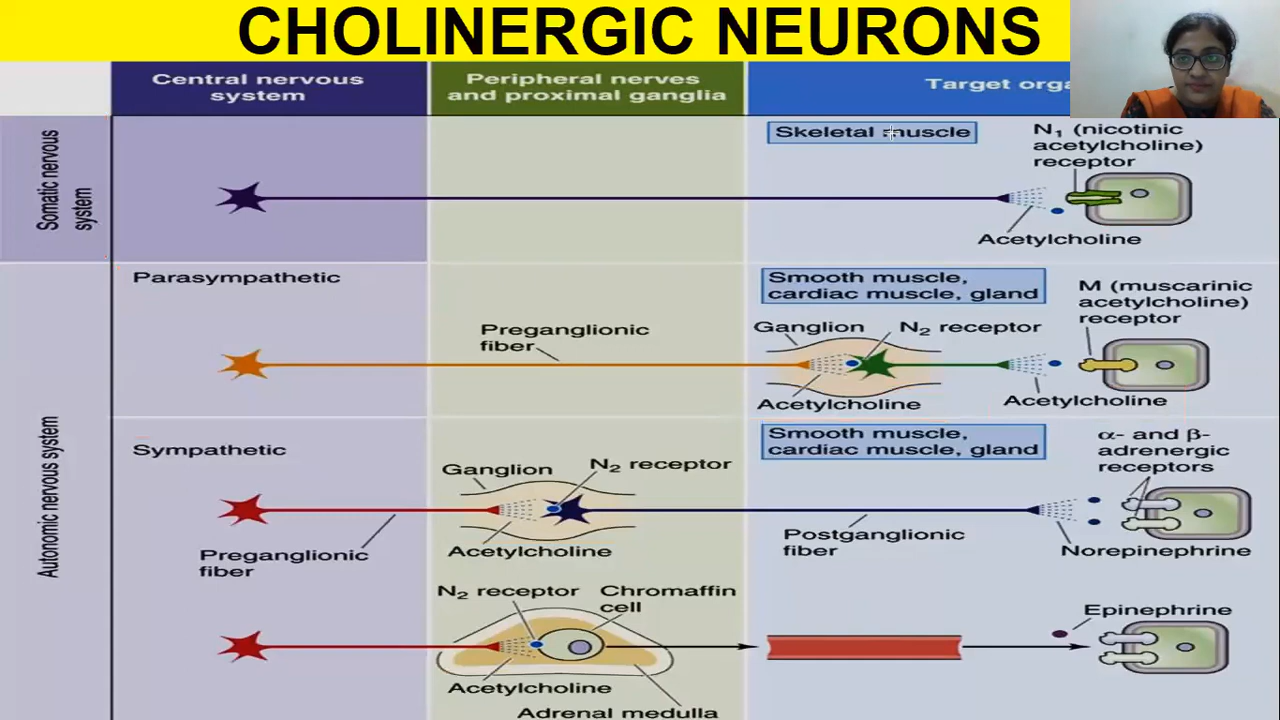 CHOLINERGIC NEURONS
Central nervous
system
Peripheral nerves
and proximal ganglia
Target
Somatic nervous
system
Skeletal muscle
N₁ (nicotinic
acetylcholine)
receptor
Acetylcholine
Autonomic nervous system
Parasympathetic
Preganglionic
fiber
Smooth muscle,
cardiac muscle, gland
Ganglion
N₂ receptor
Acetylcholine
M (muscarinic
acetylcholine)
receptor
Acetylcholine
Sympathetic
Preganglionic
fiber
Ganglion
N₂ receptor
Acetylcholine
Smooth muscle,
cardiac muscle, gland
Postganglionic
fiber
α- and β-
adrenergic
receptors
Norepinephrine
N₂ receptor
Chromaffin
cell
Acetylcholine
Adrenal medulla
Epinephrine